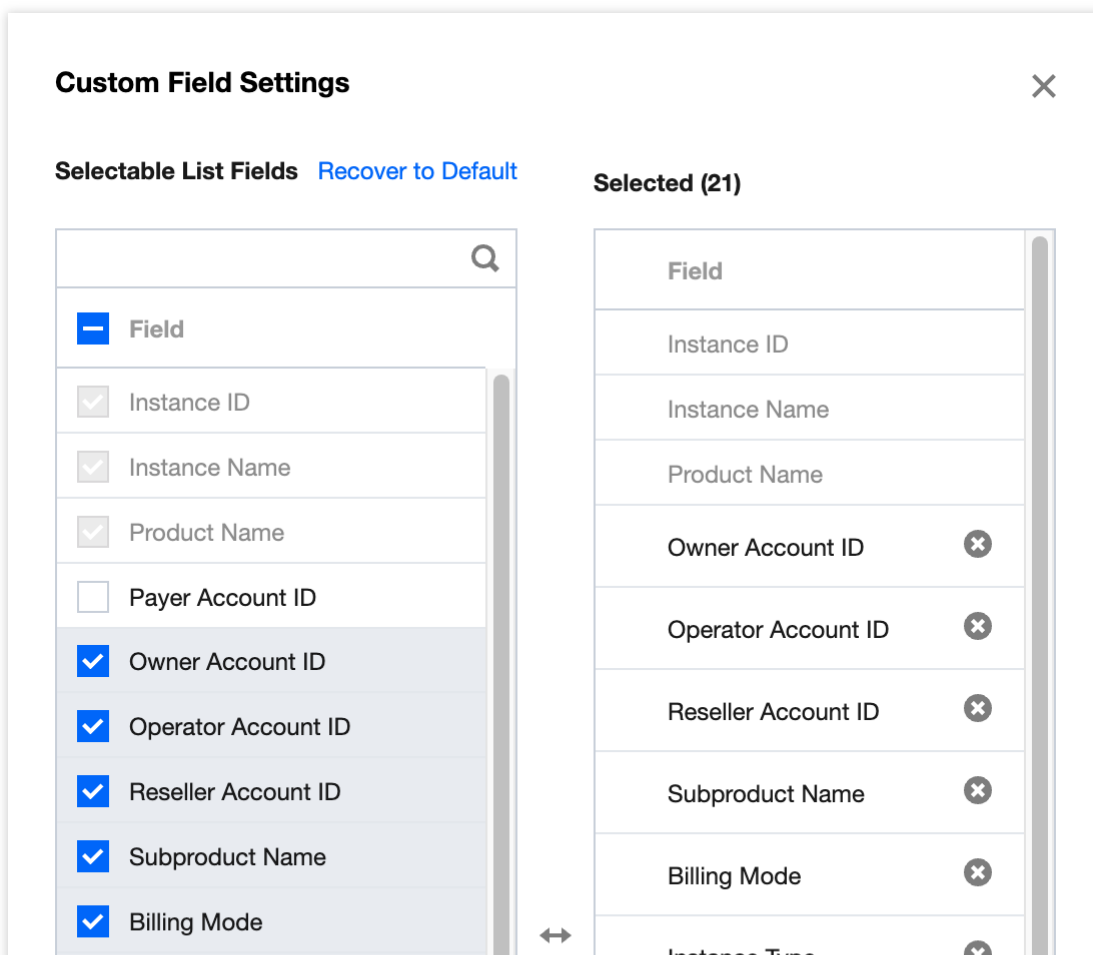 Custom Field Settings
Selectable List Fields Recover to Default
Field
Instance ID
Instance Name
Product Name
Payer Account ID
Owner Account ID
Operator Account ID
Reseller Account ID
Subproduct Name
Billing Mode
Selected (21)
Field
Instance ID
Instance Name
Product Name
Owner Account ID
Operator Account ID
Reseller Account ID
Subproduct Name
Billing Mode
Instance Type